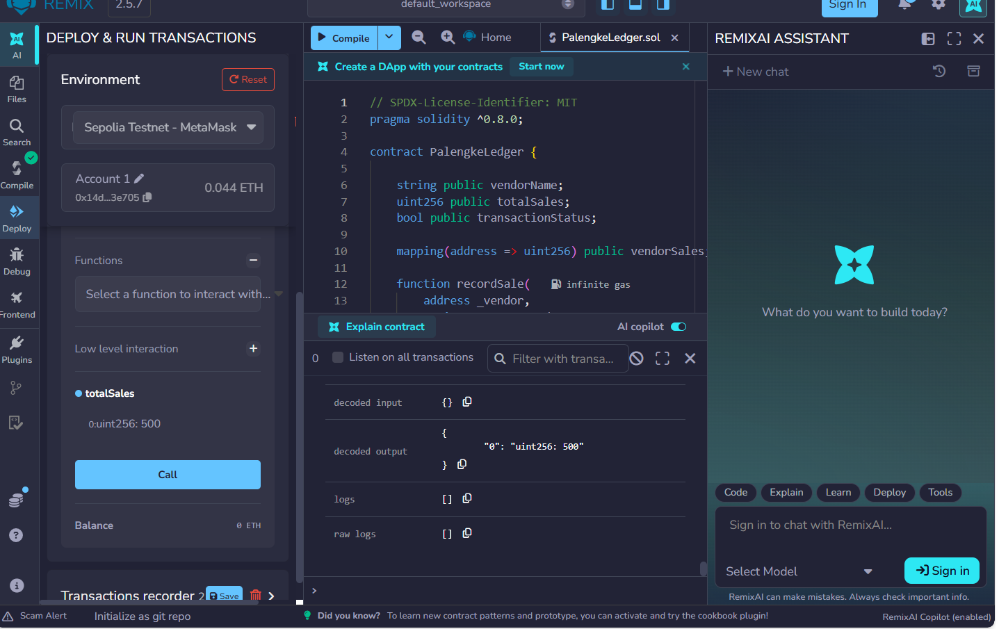 REMIX
2.5.7
default_workspace
Sign In
AI
AI
Files
Search
Compile
Deploy
Debug
Frontend
Plugins
DEPLOY & RUN TRANSACTIONS
Environment
Reset
Sepolia Testnet - MetaMask
Account 1
0x14d...3e705
0.044 ETH
Functions
Select a function to interact with...
Low level interaction
totalSales
0:uint256: 500
Call
Balance
0 ETH
Transactions recorder 2
Save
Compile
Home
PalengkeLedger.sol
Create a DApp with your contracts
Start now
1 // SPDX-License-Identifier: MIT
2 pragma solidity ^0.8.0;
3
4 contract PalengkeLedger {
5
6 string public vendorName;
7 uint256 public totalSales;
8 bool public transactionStatus;
9
10 mapping(address => uint256) public vendorSales;
11
12 function recordSale( infinite gas
13 address _vendor,
Explain contract
AI copilot
0
Listen on all transactions
Filter with transa...
decoded input {}
decoded output {
"0": "uint256: 500"
}
logs []
raw logs []
>
REMIXAI ASSISTANT
New chat
What do you want to build today?
Code
Explain
Learn
Deploy
Tools
Sign in to chat with RemixAI...
Select Model
Sign in
RemixAI can make mistakes. Always check important info.
Scam Alert
Initialize as git repo
Did you know? To learn new contract patterns and prototype, you can activate and try the cookbook plugin!
RemixAI Copilot (enabled)